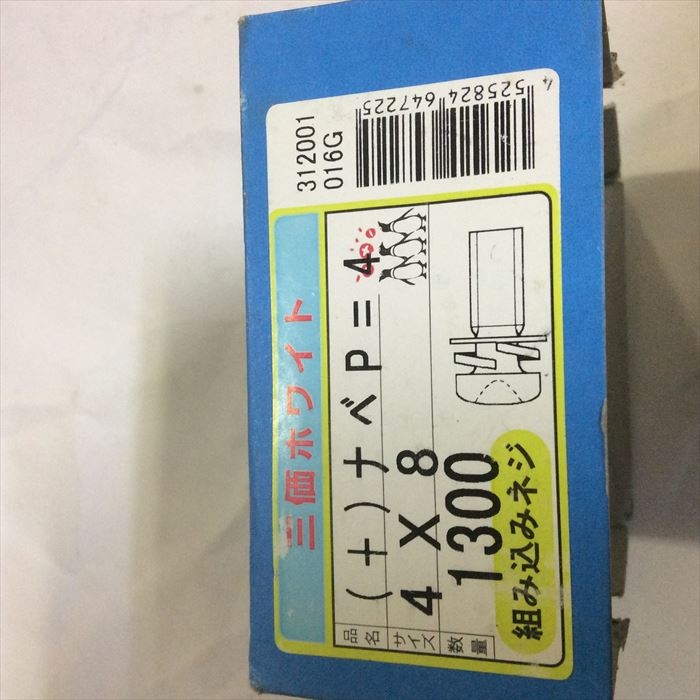 三価ホワイト
品名 (+)ナベP=4
サイズ 4×8
数量 1300
組み込みネジ
312001
016G
4 525824 647225